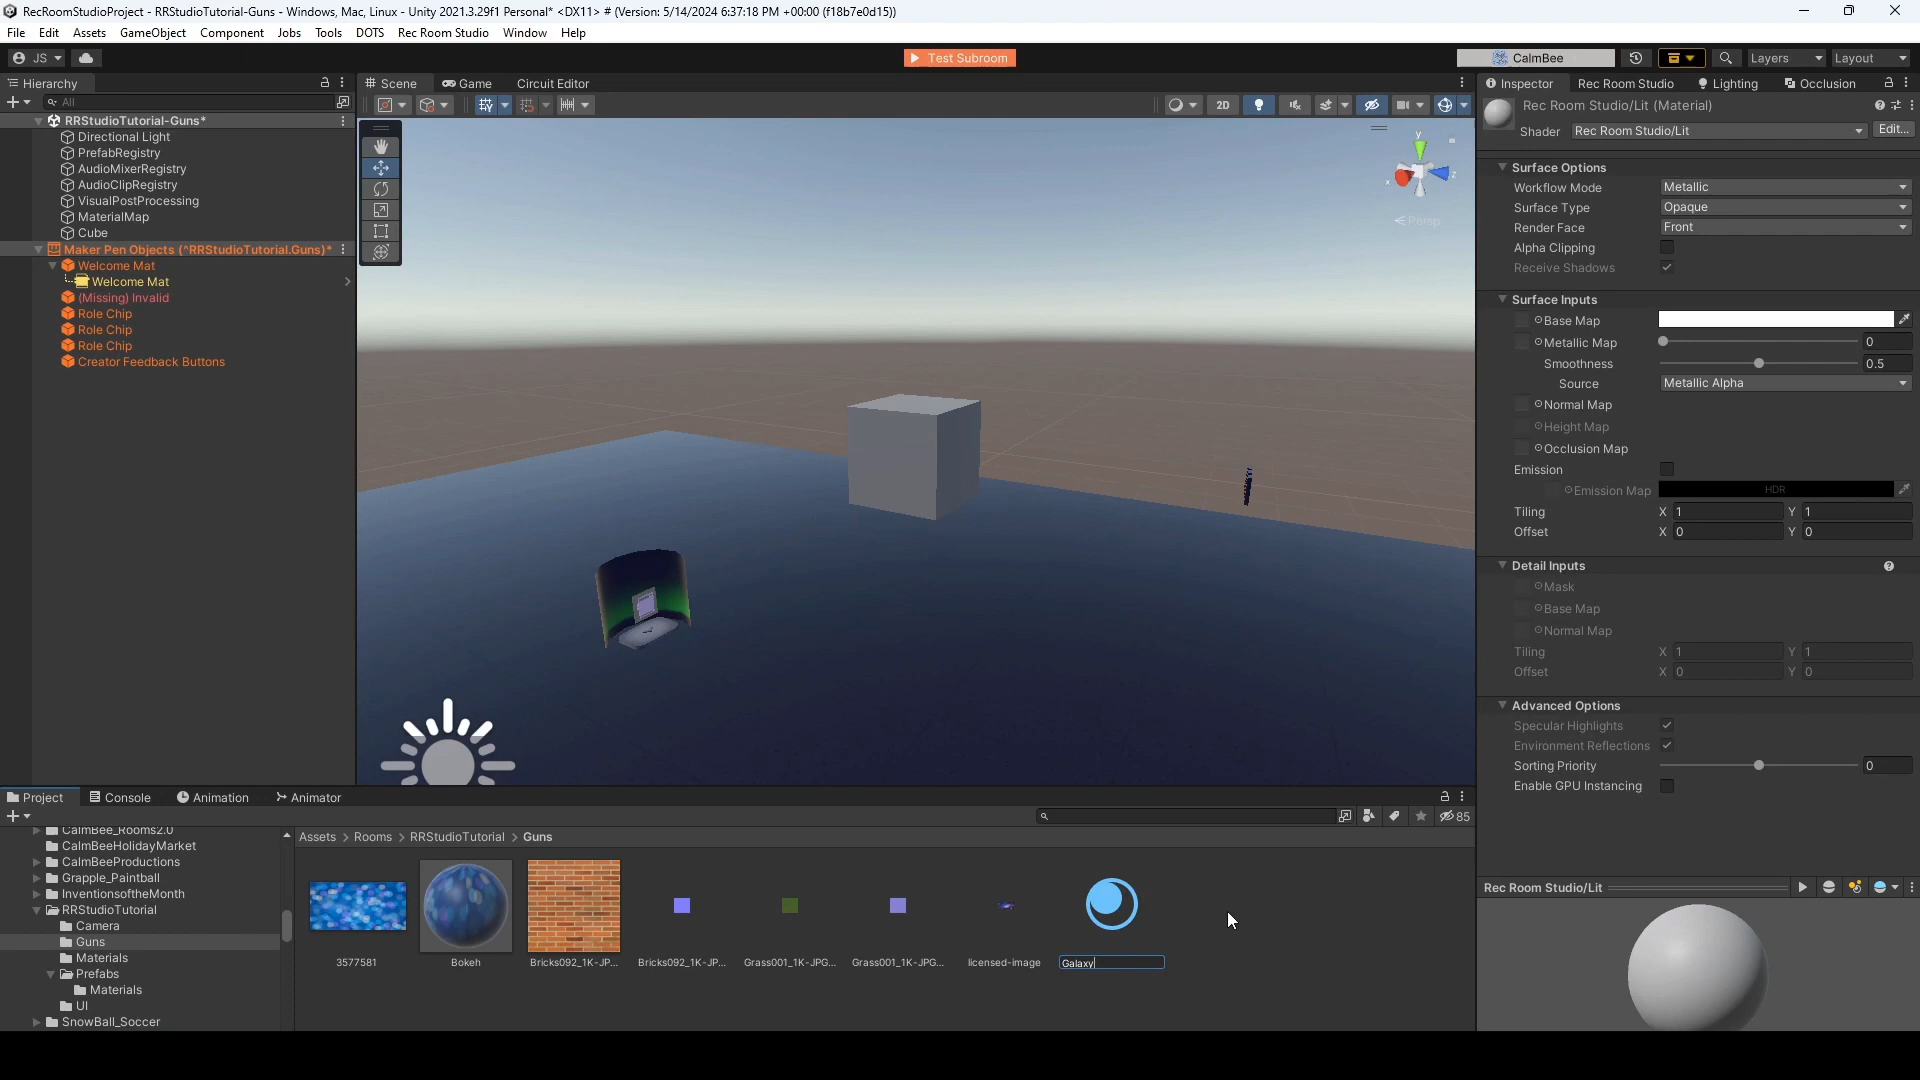 RecRoomStudioProject - RRStudioTutorial-Guns - Windows, Mac, Linux - Unity 2021.3.29f1 Personal* <DX11> # (Version: 5/14/2024 6:37:18 PM +00:00 (f18b7e0d15))
File Edit Assets GameObject Component Jobs Tools DOTS Rec Room Studio Window Help
JS Test Subroom CalmBee Layers Layout
Hierarchy Scene Game Circuit Editor Inspector Rec Room Studio Lighting Occlusion
All 2D
Rec Room Studio/Lit (Material)
Shader Rec Room Studio/Lit Edit...
RRStudioTutorial-Guns*
Directional Light
PrefabRegistry
AudioMixerRegistry
AudioClipRegistry
VisualPostProcessing
MaterialMap
Cube
Maker Pen Objects (^RRStudioTutorial.Guns)*
Welcome Mat
Welcome Mat
(Missing) Invalid
Role Chip
Role Chip
Role Chip
Creator Feedback Buttons
y
x z
Persp
Surface Options
Workflow Mode Metallic
Surface Type Opaque
Render Face Front
Alpha Clipping
Receive Shadows
Surface Inputs
Base Map
Metallic Map 0
Smoothness 0.5
Source Metallic Alpha
Normal Map
Height Map
Occlusion Map
Emission
Emission Map HDR
Tiling X 1 Y 1
Offset X 0 Y 0
Detail Inputs
Mask
Base Map
Normal Map
Tiling X 1 Y 1
Offset X 0 Y 0
Advanced Options
Specular Highlights
Environment Reflections
Sorting Priority 0
Enable GPU Instancing
Rec Room Studio/Lit
Project Console Animation Animator
85
Assets > Rooms > RRStudioTutorial > Guns
CalmBee_Rooms2.0
CalmBeeHolidayMarket
CalmBeeProductions
Grapple_Paintball
InventionsoftheMonth
RRStudioTutorial
Camera
Guns
Materials
Prefabs
Materials
UI
SnowBall_Soccer
3577581 Bokeh Bricks092_1K-JP... Bricks092_1K-JP... Grass001_1K-JPG... Grass001_1K-JPG... licensed-image Galaxy